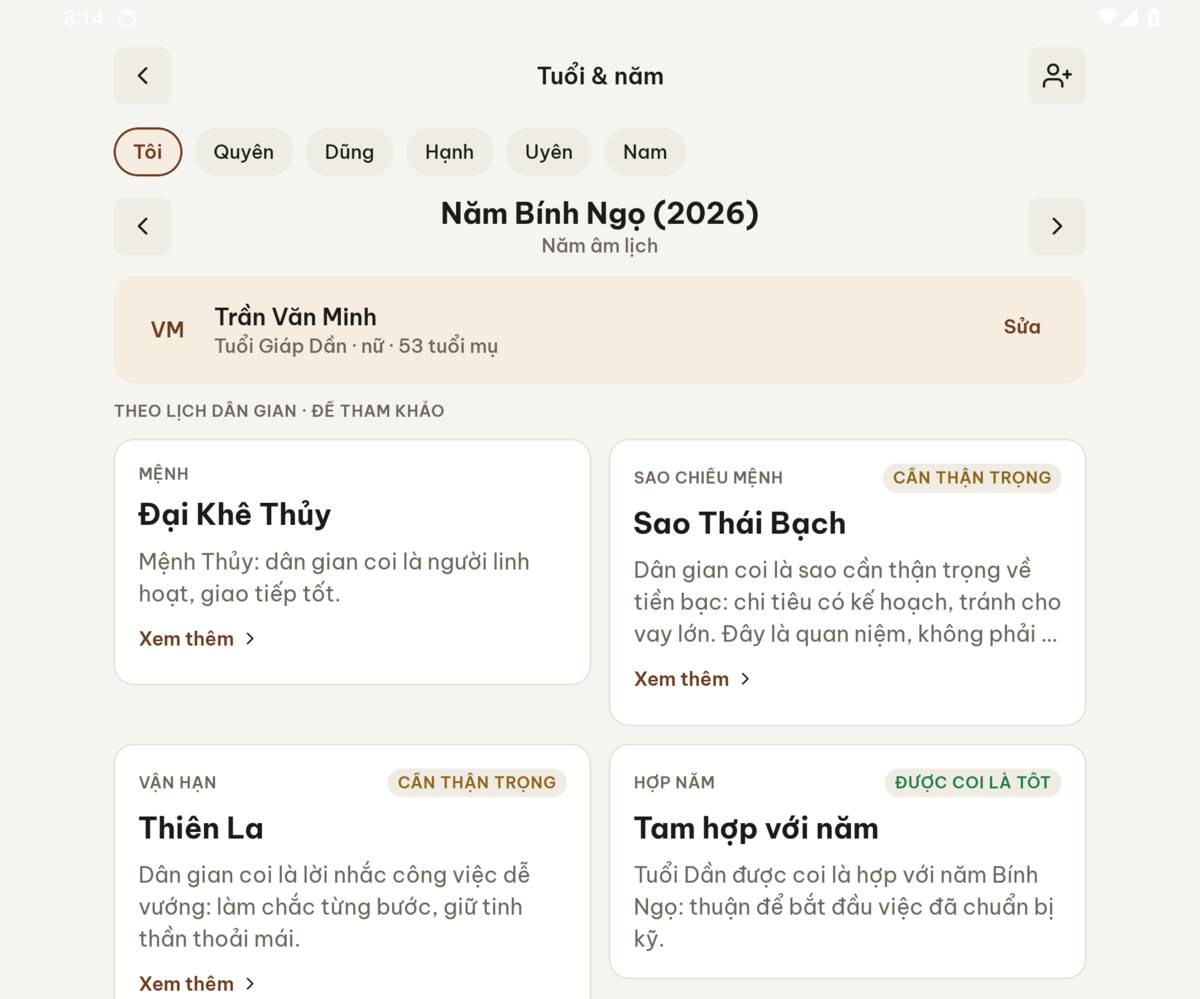 8:14
Tuổi & năm
Tôi
Quyên
Dũng
Hạnh
Uyên
Nam
Năm Bính Ngọ (2026)
Năm âm lịch
VM
Trần Văn Minh
Tuổi Giáp Dần · nữ · 53 tuổi mụ
Sửa
THEO LỊCH DÂN GIAN · ĐỂ THAM KHẢO
MỆNH
Đại Khê Thủy
Mệnh Thủy: dân gian coi là người linh
hoạt, giao tiếp tốt.
Xem thêm
SAO CHIẾU MỆNH
CẦN THẬN TRỌNG
Sao Thái Bạch
Dân gian coi là sao cần thận trọng về
tiền bạc: chi tiêu có kế hoạch, tránh cho
vay lớn. Đây là quan niệm, không phải ...
Xem thêm
VẬN HẠN
CẦN THẬN TRỌNG
Thiên La
Dân gian coi là lời nhắc công việc dễ
vướng: làm chắc từng bước, giữ tinh
thần thoải mái.
Xem thêm
HỢP NĂM
ĐƯỢC COI LÀ TỐT
Tam hợp với năm
Tuổi Dần được coi là hợp với năm Bính
Ngọ: thuận để bắt đầu việc đã chuẩn bị
kỹ.